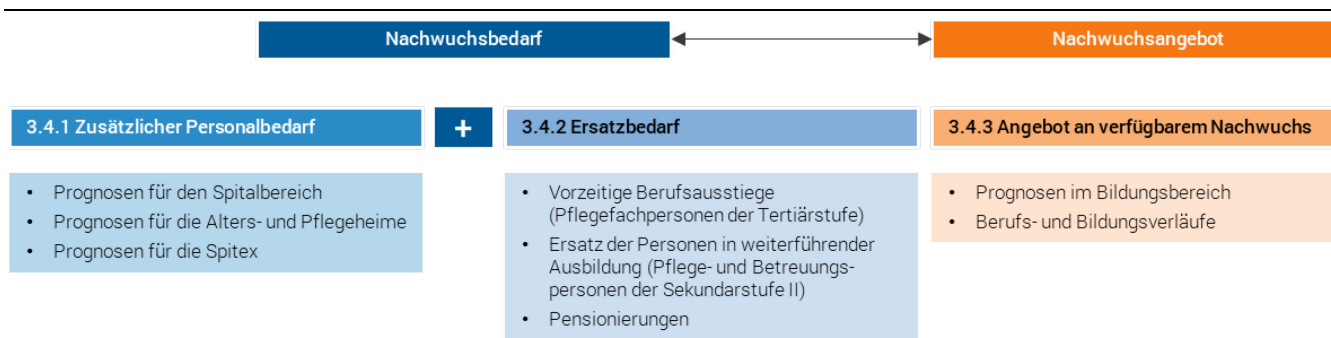 Nachwuchsbedarf
Nachwuchsangebot
3.4.1 Zusätzlicher Personalbedarf
+
3.4.2 Ersatzbedarf
3.4.3 Angebot an verfügbarem Nachwuchs
• Prognosen für den Spitalbereich
• Prognosen für die Alters- und Pflegeheime
• Prognosen für die Spitex
• Vorzeitige Berufsausstiege
(Pflegefachpersonen der Tertiärstufe)
• Ersatz der Personen in weiterführender
Ausbildung (Pflege- und Betreuungs-
personen der Sekundarstufe II)
• Pensionierungen
• Prognosen im Bildungsbereich
• Berufs- und Bildungsverläufe